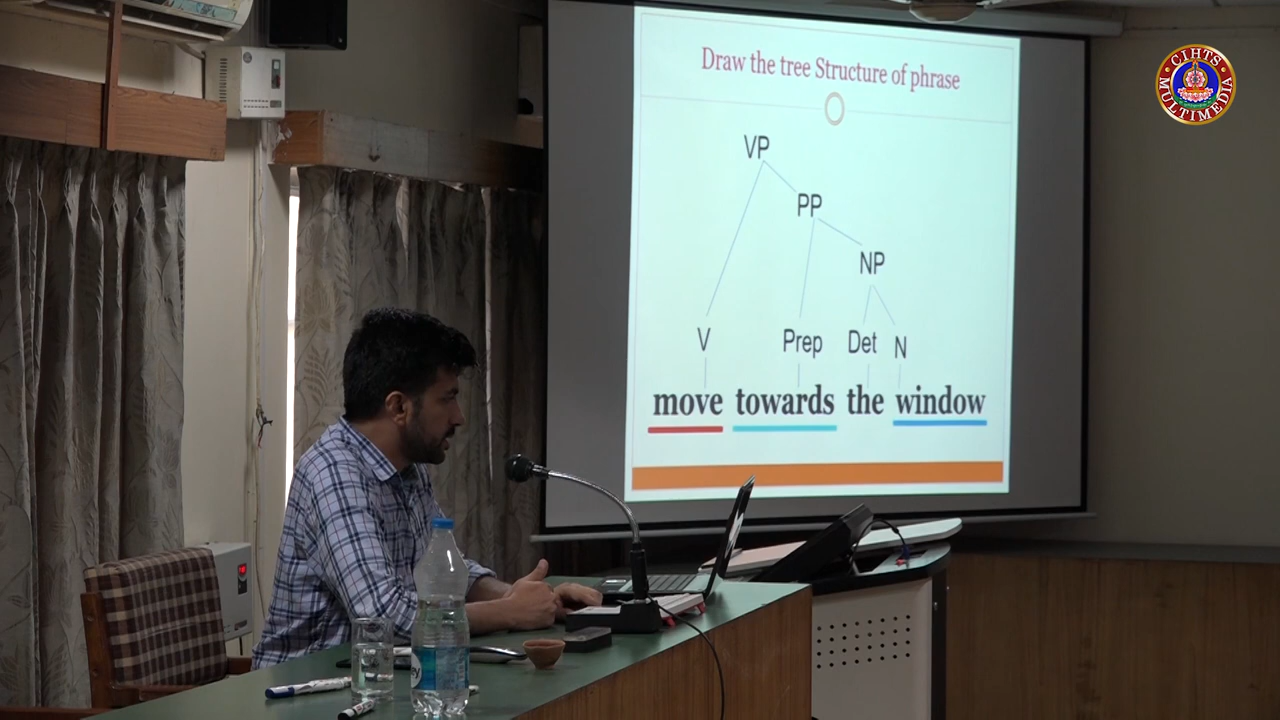 Draw the tree Structure of phrase
VP
PP
NP
V Prep Det N
move towards the window
CIHTS
MULTIMEDIA